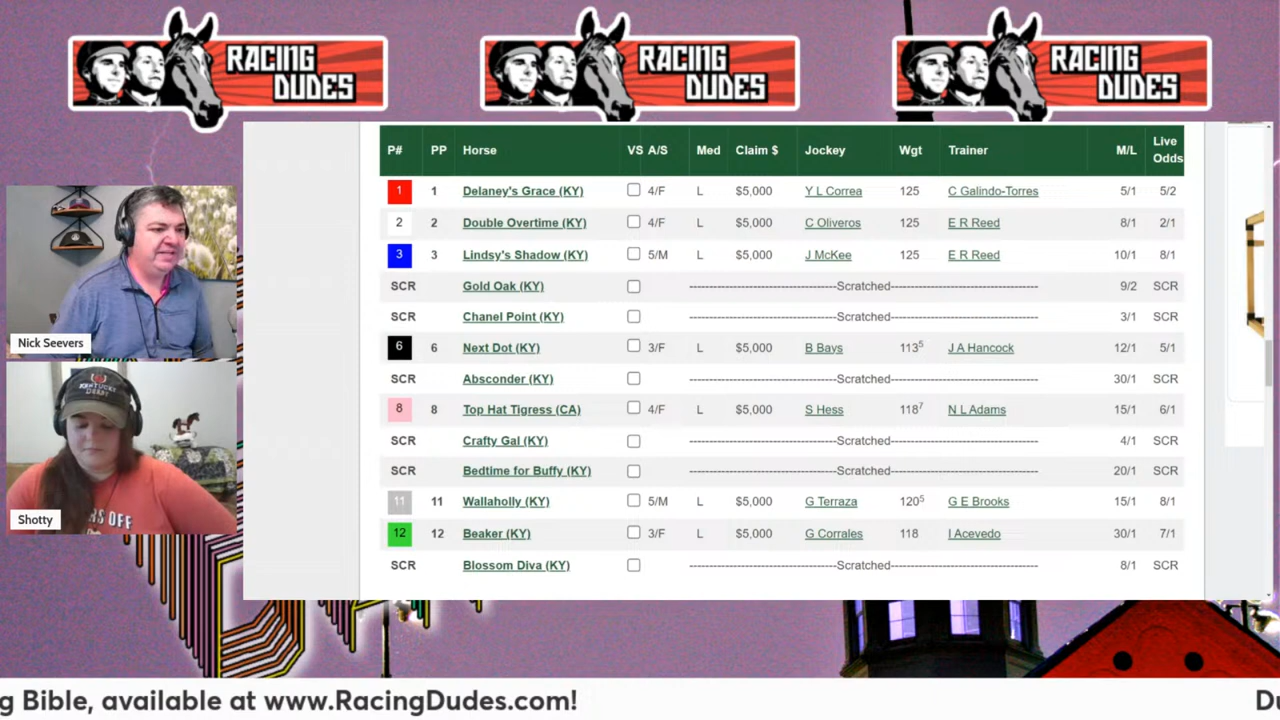 RACING DUDES
RACING DUDES
RACING DUDES
P# PP Horse VS A/S Med Claim $ Jockey Wgt Trainer M/L Live Odds
1 1 Delaney's Grace (KY) 4/F L $5,000 Y L Correa 125 C Galindo-Torres 5/1 5/2
2 2 Double Overtime (KY) 4/F L $5,000 C Oliveros 125 E R Reed 8/1 2/1
3 3 Lindsy's Shadow (KY) 5/M L $5,000 J McKee 125 E R Reed 10/1 8/1
SCR Gold Oak (KY) ---Scratched--- 9/2 SCR
SCR Chanel Point (KY) ---Scratched--- 3/1 SCR
6 6 Next Dot (KY) 3/F L $5,000 B Bays 113⁵ J A Hancock 12/1 5/1
SCR Absconder (KY) ---Scratched--- 30/1 SCR
8 8 Top Hat Tigress (CA) 4/F L $5,000 S Hess 118⁷ N L Adams 15/1 6/1
SCR Crafty Gal (KY) ---Scratched--- 4/1 SCR
SCR Bedtime for Buffy (KY) ---Scratched--- 20/1 SCR
11 11 Wallaholly (KY) 5/M L $5,000 G Terraza 120⁵ G E Brooks 15/1 8/1
12 12 Beaker (KY) 3/F L $5,000 G Corrales 118 I Acevedo 30/1 7/1
SCR Blossom Diva (KY) ---Scratched--- 8/1 SCR
Nick Seevers
KENTUCKY
DERBY
RS OFF
Shotty
g Bible, available at www.RacingDudes.com! Du